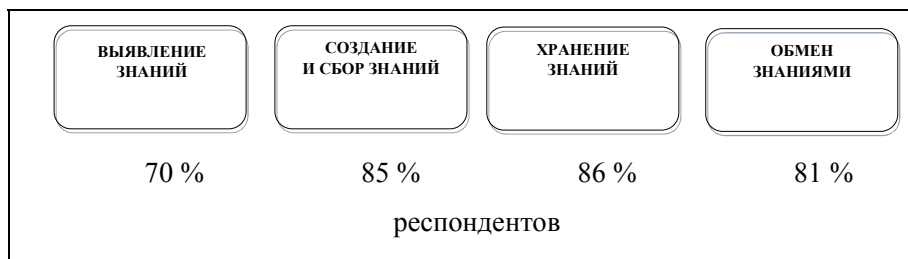 ВЫЯВЛЕНИЕ
ЗНАНИЙ
СОЗДАНИЕ
И СБОР ЗНАНИЙ
ХРАНЕНИЕ
ЗНАНИЙ
ОБМЕН
ЗНАНИЯМИ
70 %
85 %
86 %
81 %
респондентов